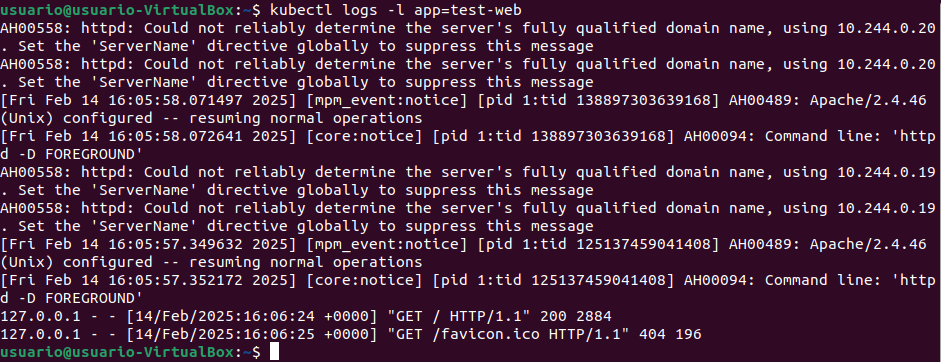 usuario@usuario-VirtualBox:~$ kubectl logs -l app=test-web
AH00558: httpd: Could not reliably determine the server's fully qualified domain name, using 10.244.0.20
. Set the 'ServerName' directive globally to suppress this message
AH00558: httpd: Could not reliably determine the server's fully qualified domain name, using 10.244.0.20
. Set the 'ServerName' directive globally to suppress this message
[Fri Feb 14 16:05:58.071497 2025] [mpm_event:notice] [pid 1:tid 138897303639168] AH00489: Apache/2.4.46
(Unix) configured -- resuming normal operations
[Fri Feb 14 16:05:58.072641 2025] [core:notice] [pid 1:tid 138897303639168] AH00094: Command line: 'http
d -D FOREGROUND'
AH00558: httpd: Could not reliably determine the server's fully qualified domain name, using 10.244.0.19
. Set the 'ServerName' directive globally to suppress this message
AH00558: httpd: Could not reliably determine the server's fully qualified domain name, using 10.244.0.19
. Set the 'ServerName' directive globally to suppress this message
[Fri Feb 14 16:05:57.349632 2025] [mpm_event:notice] [pid 1:tid 125137459041408] AH00489: Apache/2.4.46
(Unix) configured -- resuming normal operations
[Fri Feb 14 16:05:57.352172 2025] [core:notice] [pid 1:tid 125137459041408] AH00094: Command line: 'http
d -D FOREGROUND'
127.0.0.1 - - [14/Feb/2025:16:06:24 +0000] "GET / HTTP/1.1" 200 2884
127.0.0.1 - - [14/Feb/2025:16:06:25 +0000] "GET /favicon.ico HTTP/1.1" 404 196
usuario@usuario-VirtualBox:~$